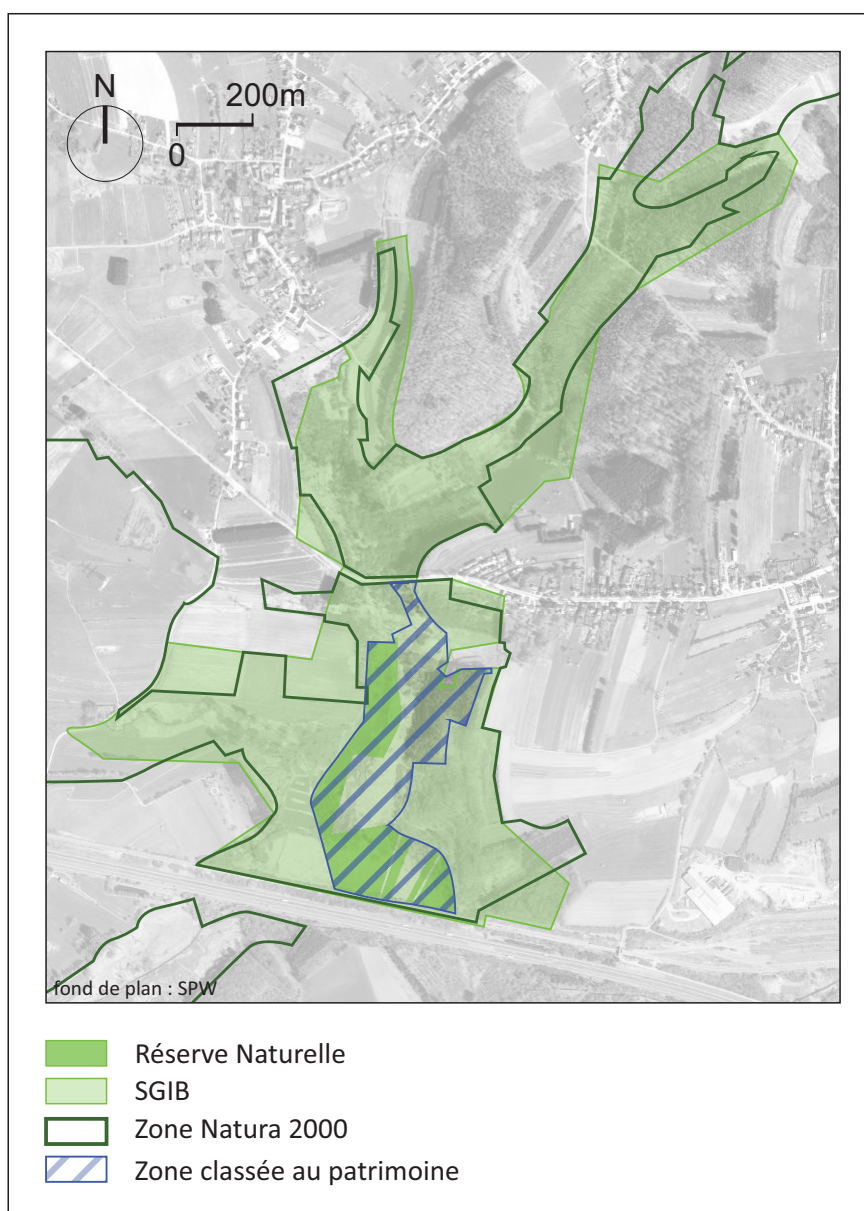 N
200m
0
fond de plan : SPW
Réserve Naturelle
SGIB
Zone Natura 2000
Zone classée au patrimoine